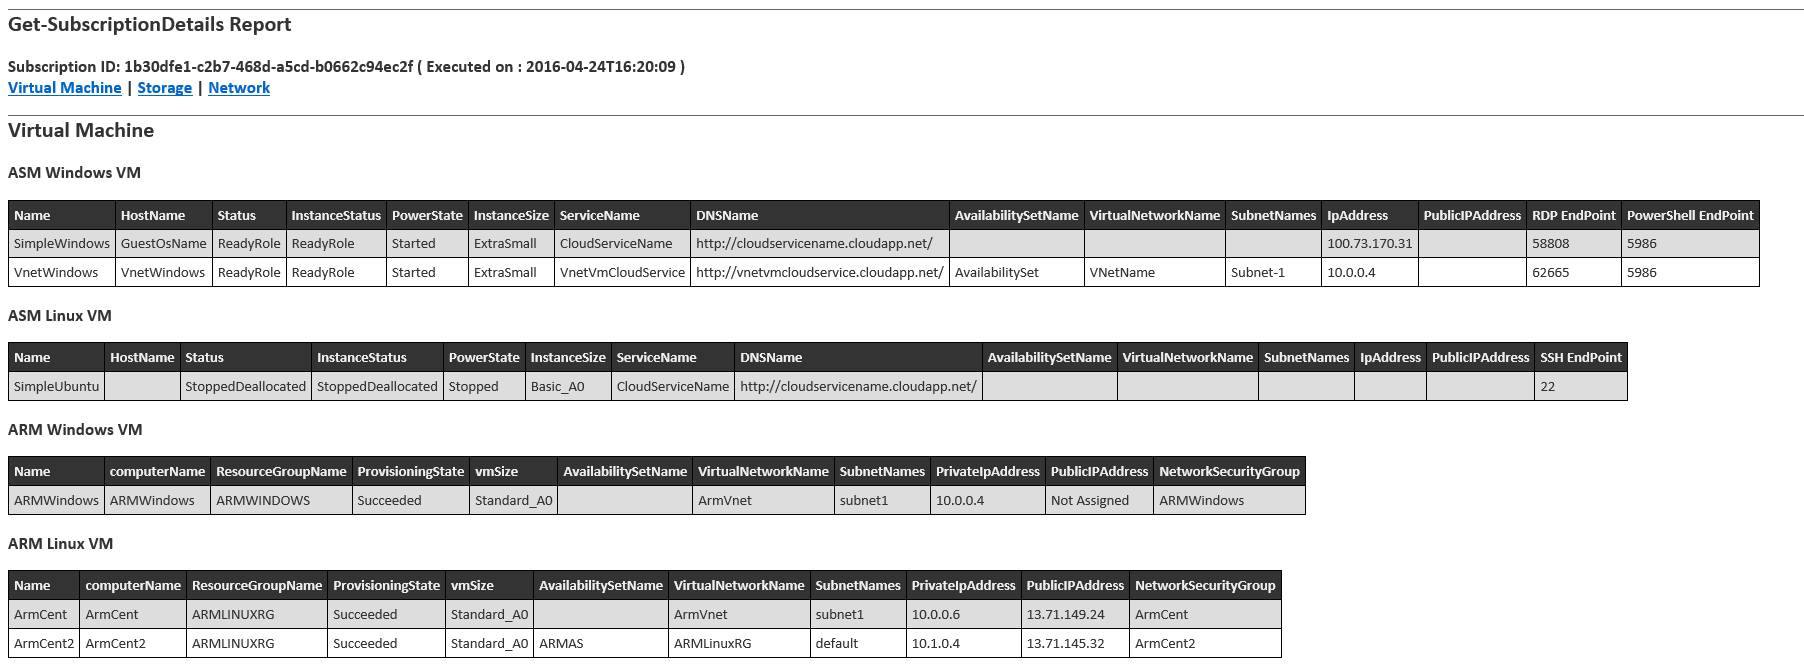 Get-SubscriptionDetails Report
Subscription ID: 1b30dfe1-c2b7-468d-a5cd-b0662c94ec2f ( Executed on : 2016-04-24T16:20:09 )
Virtual Machine | Storage | Network
Virtual Machine
ASM Windows VM
Name HostName Status InstanceStatus PowerState InstanceSize ServiceName DNSName AvailabilitySetName VirtualNetworkName SubnetNames IpAddress PublicIPAddress RDP EndPoint PowerShell EndPoint
SimpleWindows GuestOsName ReadyRole ReadyRole Started ExtraSmall CloudServiceName http://cloudservicename.cloudapp.net/ 100.73.170.31 58808 5986
VnetWindows VnetWindows ReadyRole ReadyRole Started ExtraSmall VnetVmCloudService http://vnetvmcloudservice.cloudapp.net/ AvailabilitySet VNetName Subnet-1 10.0.0.4 62665 5986
ASM Linux VM
Name HostName Status InstanceStatus PowerState InstanceSize ServiceName DNSName AvailabilitySetName VirtualNetworkName SubnetNames IpAddress PublicIPAddress SSH EndPoint
SimpleUbuntu StoppedDeallocated StoppedDeallocated Stopped Basic_A0 CloudServiceName http://cloudservicename.cloudapp.net/ 22
ARM Windows VM
Name computerName ResourceGroupName ProvisioningState vmSize AvailabilitySetName VirtualNetworkName SubnetNames PrivateIpAddress PublicIPAddress NetworkSecurityGroup
ARMWindows ARMWindows ARMWINDOWS Succeeded Standard_A0 ArmVnet subnet1 10.0.0.4 Not Assigned ARMWindows
ARM Linux VM
Name computerName ResourceGroupName ProvisioningState vmSize AvailabilitySetName VirtualNetworkName SubnetNames PrivateIpAddress PublicIPAddress NetworkSecurityGroup
ArmCent ArmCent ARMLINUXRG Succeeded Standard_A0 ArmVnet subnet1 10.0.0.6 13.71.149.24 ArmCent
ArmCent2 ArmCent2 ARMLINUXRG Succeeded Standard_A0 ARMAS ARMLinuxRG default 10.1.0.4 13.71.145.32 ArmCent2